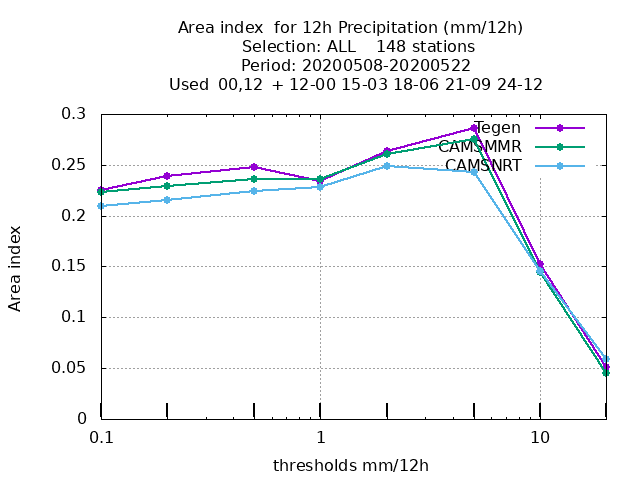 Area index  for 12h Precipitation (mm/12h)
Selection: ALL    148 stations
Period: 20200508-20200522
Used  00,12  + 12-00 15-03 18-06 21-09 24-12
0.3
Tegen
CAMSMMR
0.25
CAMSNRT
0.2
0.15
0.1
0.05
0
Area index
0.1 1 10
thresholds mm/12h